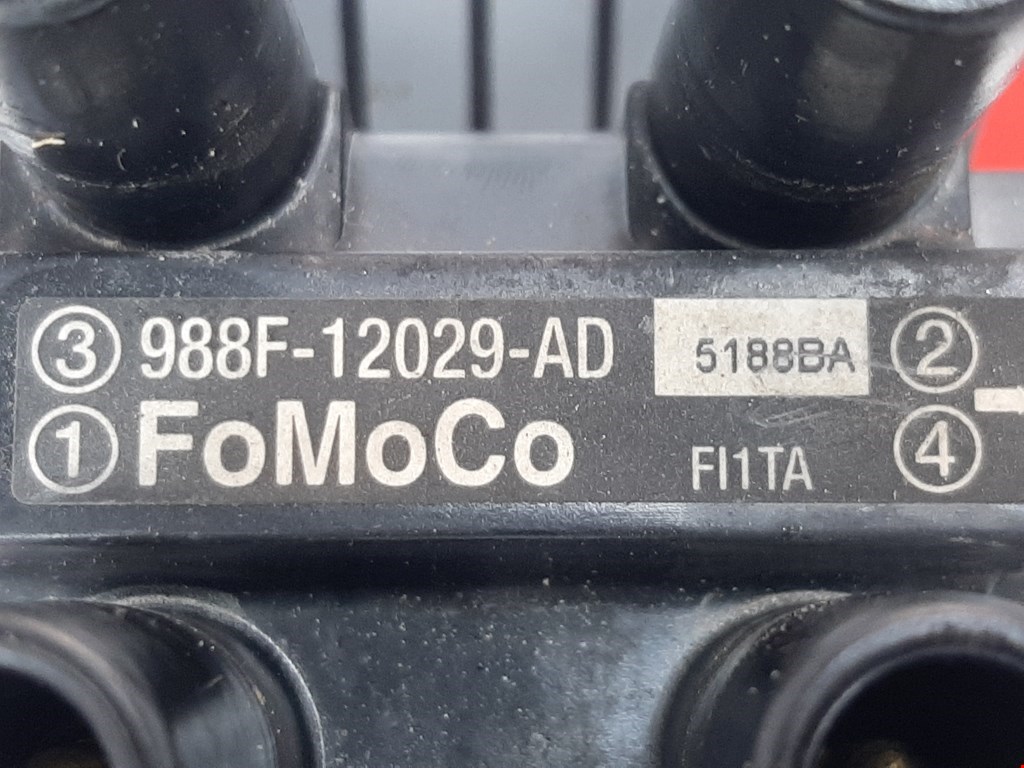 ③ 988F-12029-AD 5188BA ②
① FoMoCo FI1TA ④